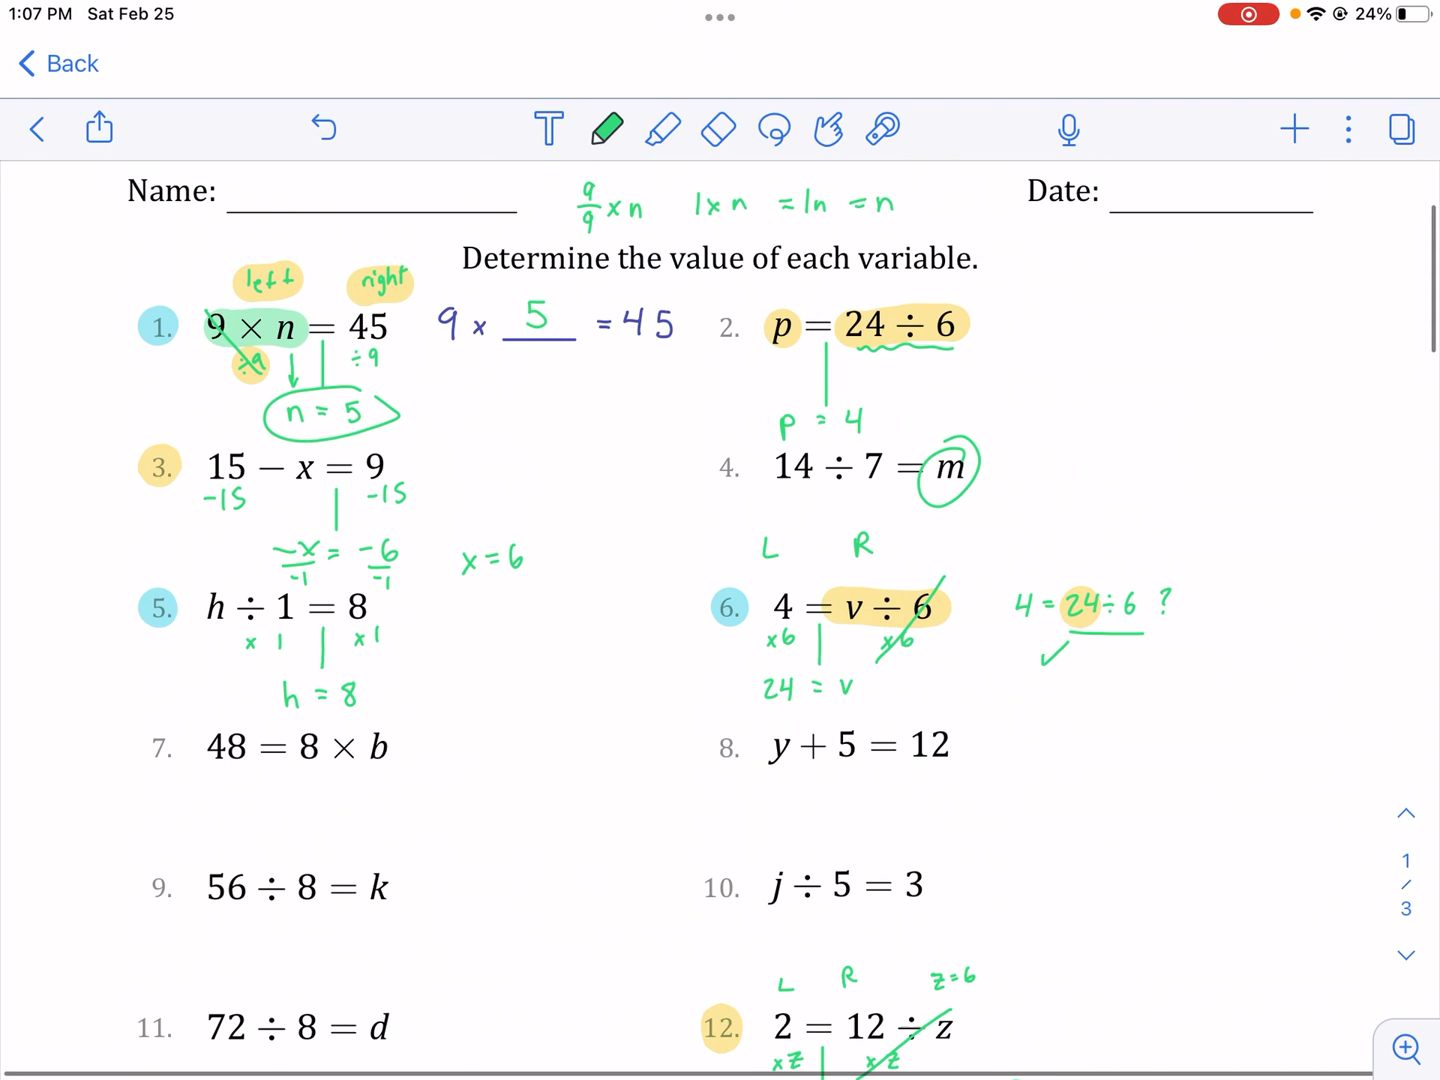 1:07 PM Sat Feb 25
24%
Back
Name: ____________
9/9 × n 1 × n = 1n = n
Date: ____________
Determine the value of each variable.
left right
1. 9 × n = 45
÷9 ÷9
n = 5
9 × 5 = 45
2. p = 24 ÷ 6
p = 4
3. 15 − x = 9
-15 -15
-x/-1 = -6/-1
x = 6
4. 14 ÷ 7 = m
5. h ÷ 1 = 8
× 1 × 1
h = 8
L R
6. 4 = v ÷ 6
×6 ×6
24 = v
4 = 24 ÷ 6 ?
7. 48 = 8 × b
8. y + 5 = 12
9. 56 ÷ 8 = k
10. j ÷ 5 = 3
11. 72 ÷ 8 = d
L R z = 6
12. 2 = 12 ÷ z
×z ×z
1
/
3